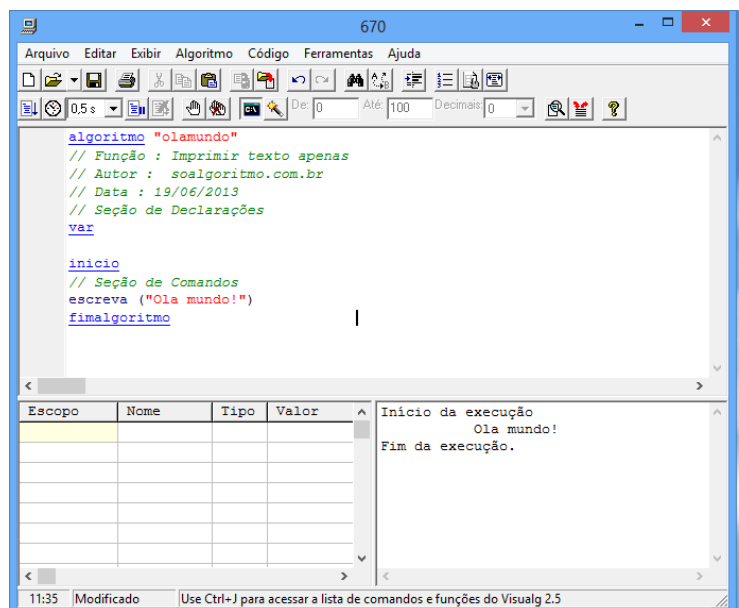 670
Arquivo Editar Exibir Algoritmo Código Ferramentas Ajuda
0,5 s De: 0 Até: 100 Decimais: 0
algoritmo "olamundo"
// Função : Imprimir texto apenas
// Autor : soalgoritmo.com.br
// Data : 19/06/2013
// Seção de Declarações
var
inicio
// Seção de Comandos
escreva ("Ola mundo!")
fimalgoritmo
Escopo Nome Tipo Valor
Início da execução
Ola mundo!
Fim da execução.
11:35 Modificado Use Ctrl+J para acessar a lista de comandos e funções do Visualg 2.5